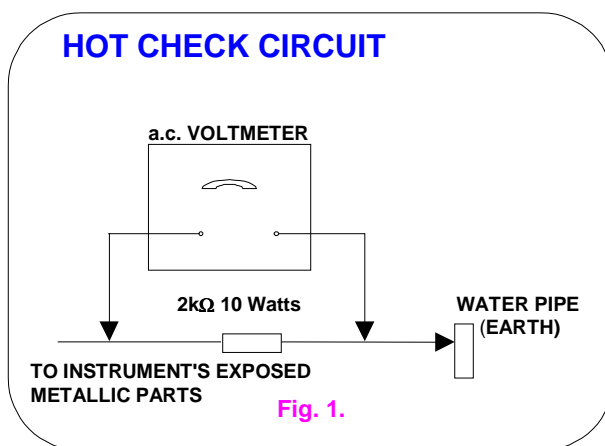 HOT CHECK CIRCUIT
a.c. VOLTMETER
2kΩ 10 Watts
WATER PIPE
(EARTH)
TO INSTRUMENT'S EXPOSED
METALLIC PARTS
Fig. 1.